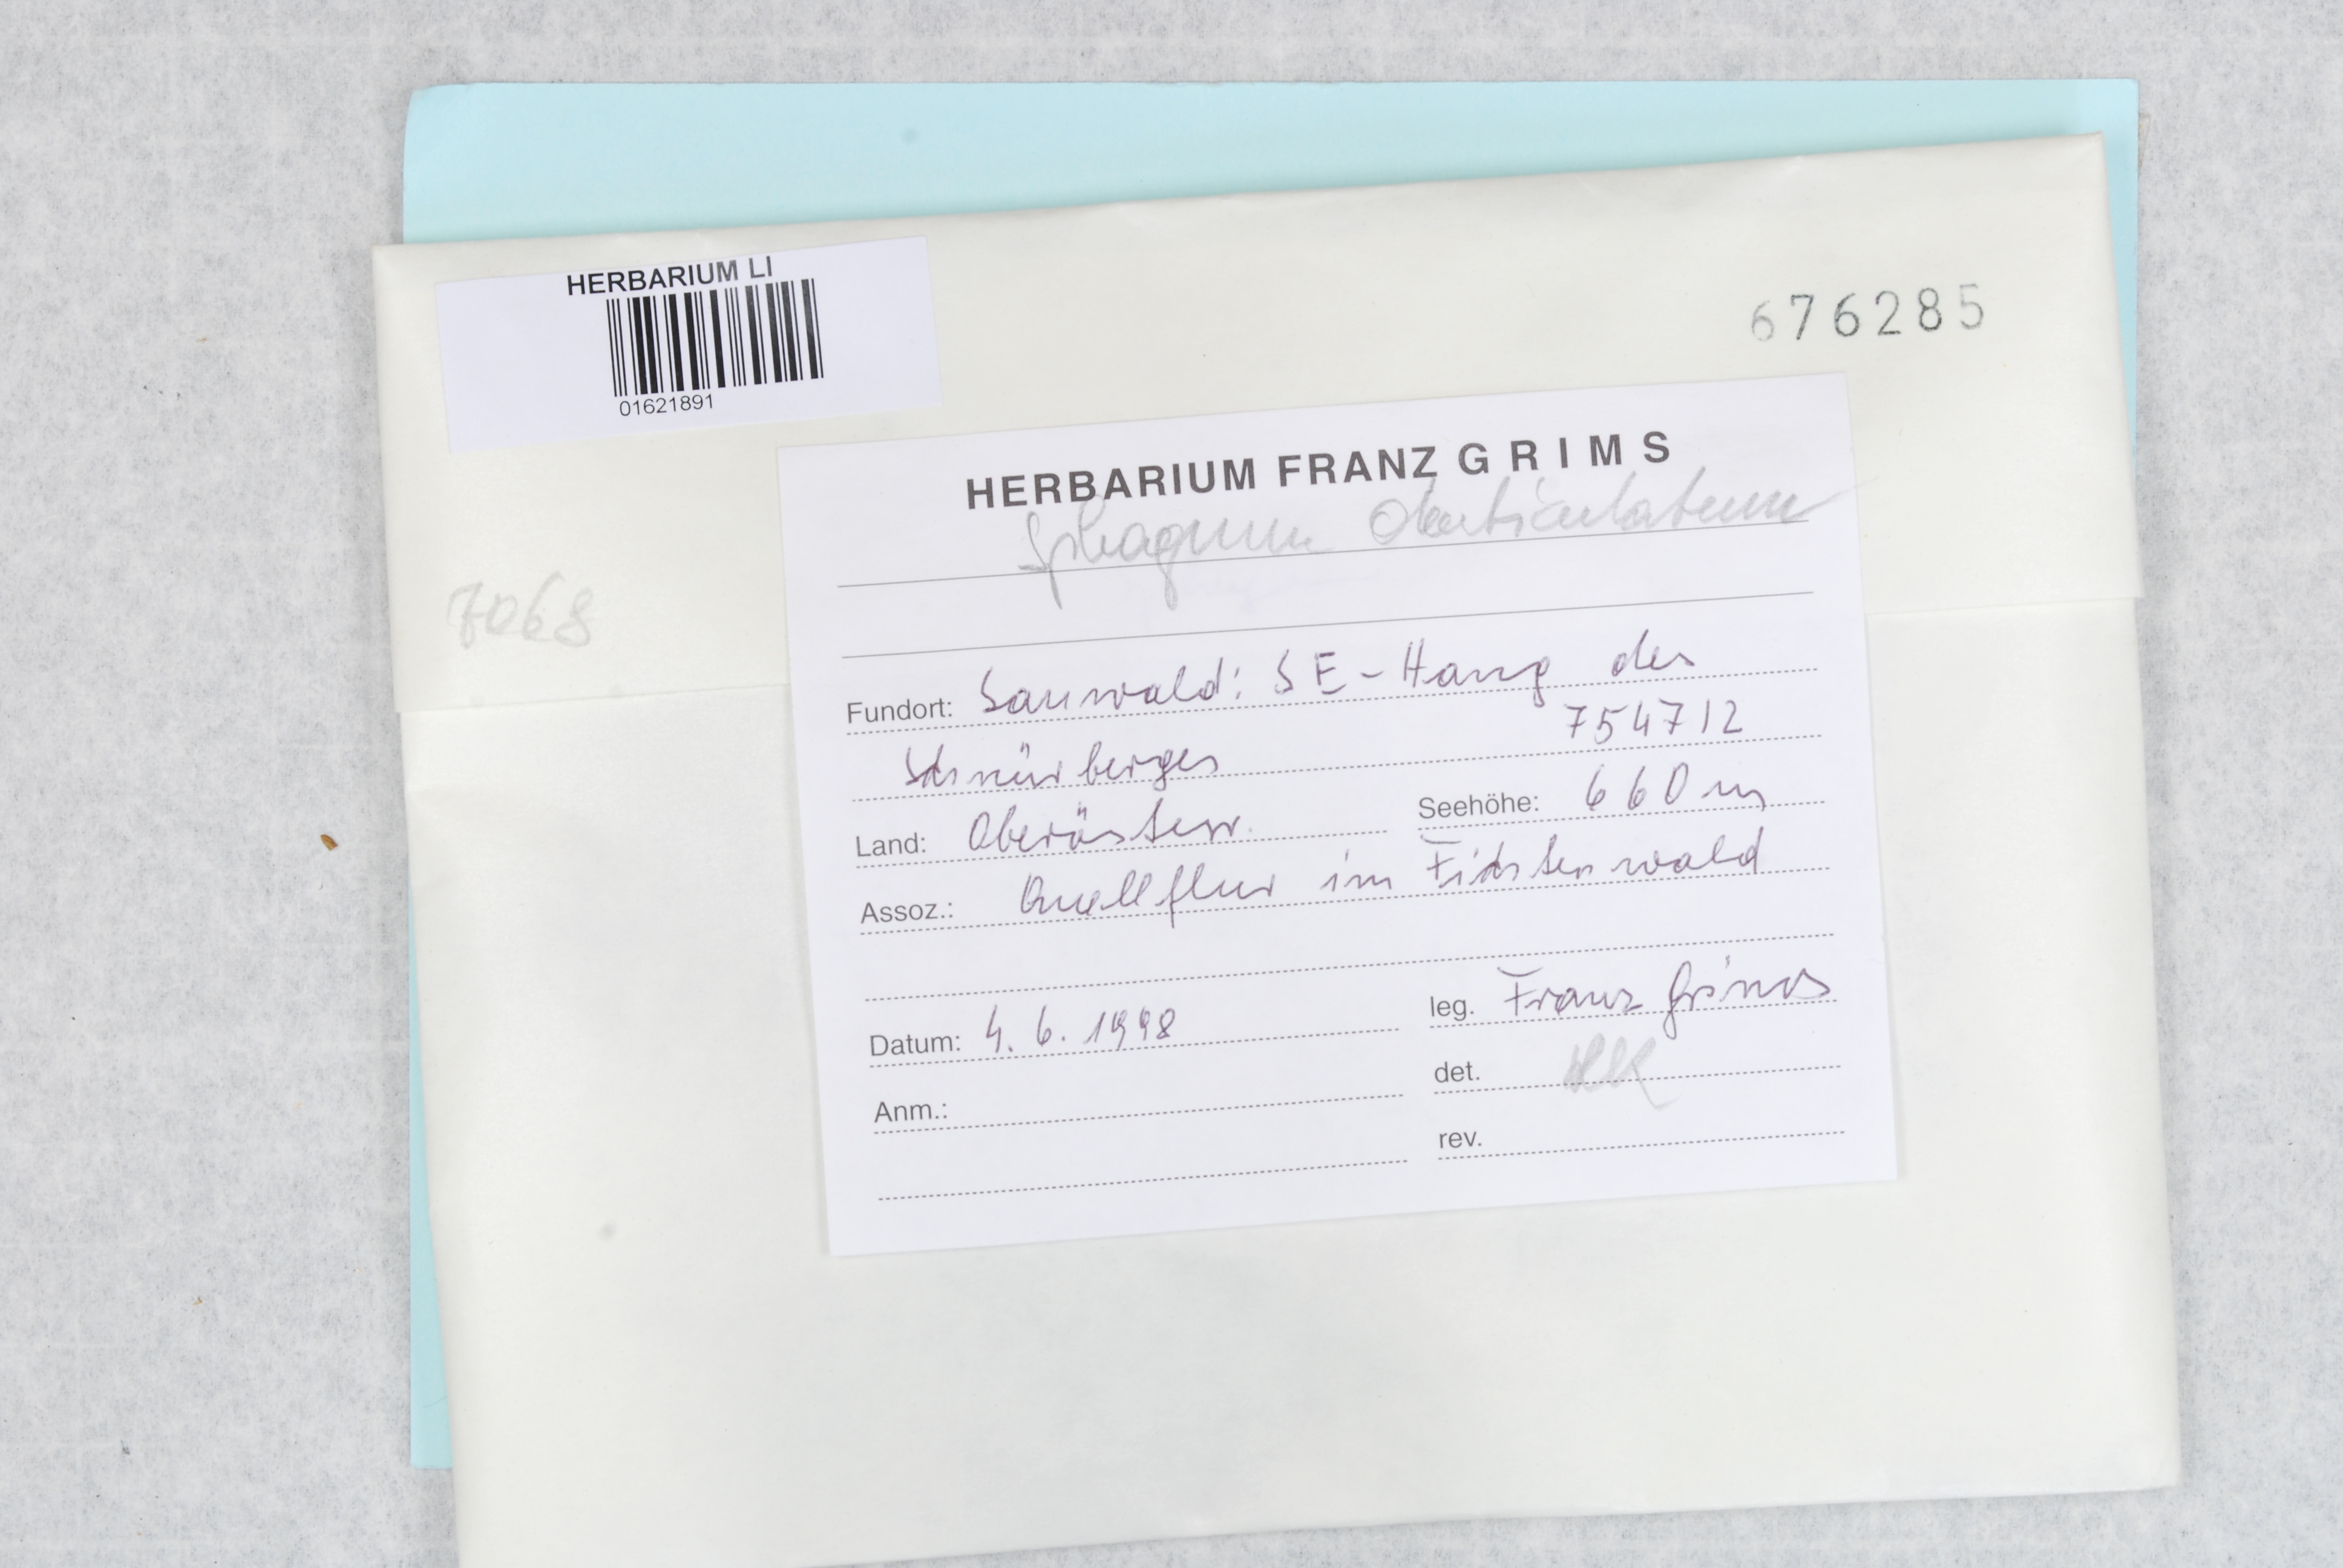 HERBARIUM LI
01621891
676285
HERBARIUM FRANZ GRIMS
Sphagnum denticulatum
7068
Fundort: Sauwald: SE-Hang des
Schnürberges 754712
Land: Oberösterr. Seehöhe: 660 m
Assoz.: Quellflur im Fichtenwald
Datum: 4. 6. 1998 leg. Franz Grims
Anm.: det.
rev.